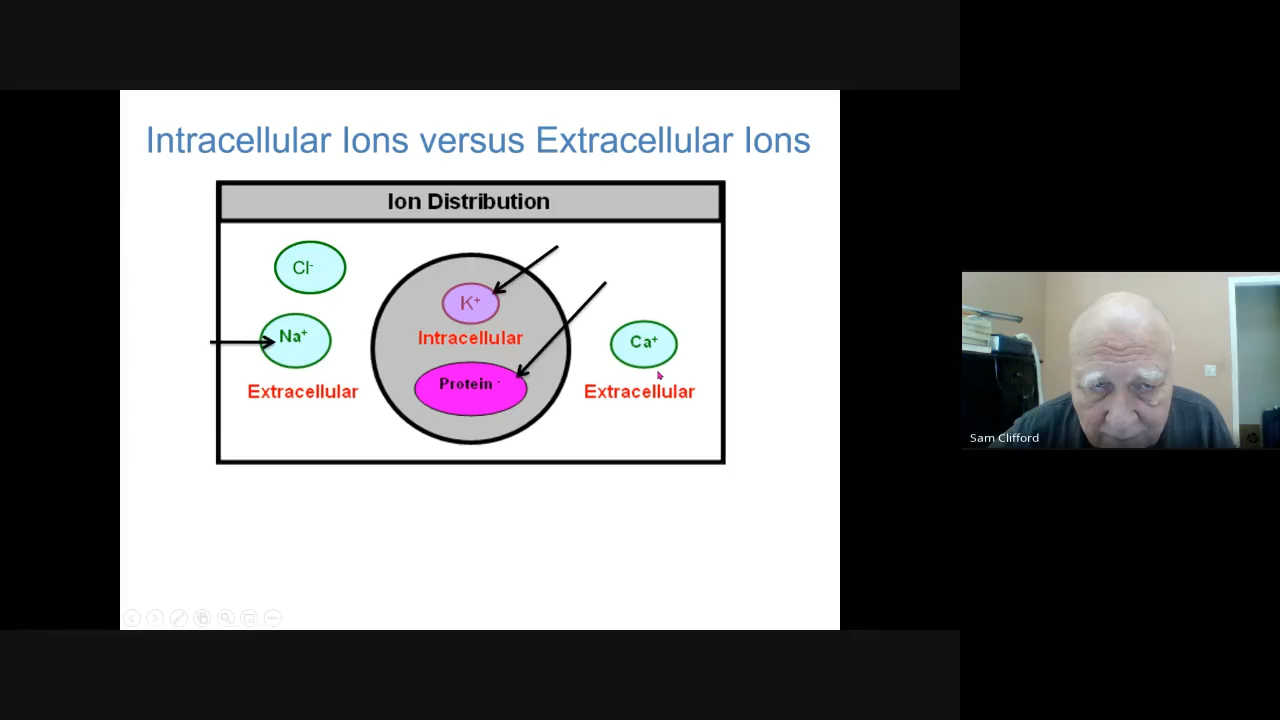 Intracellular Ions versus Extracellular Ions
Ion Distribution
Cl⁻
K⁺
Na⁺
Intracellular
Ca⁺
Protein ⁻
Extracellular
Extracellular
Sam Clifford